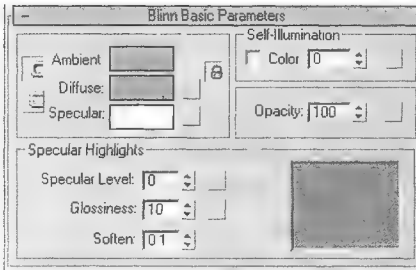 Blinn Basic Parameters
Self-Illumination
Ambient
Color 0
Diffuse:
Specular:
Opacity: 100
Specular Highlights
Specular Level: 0
Glossiness: 10
Soften: 0.1